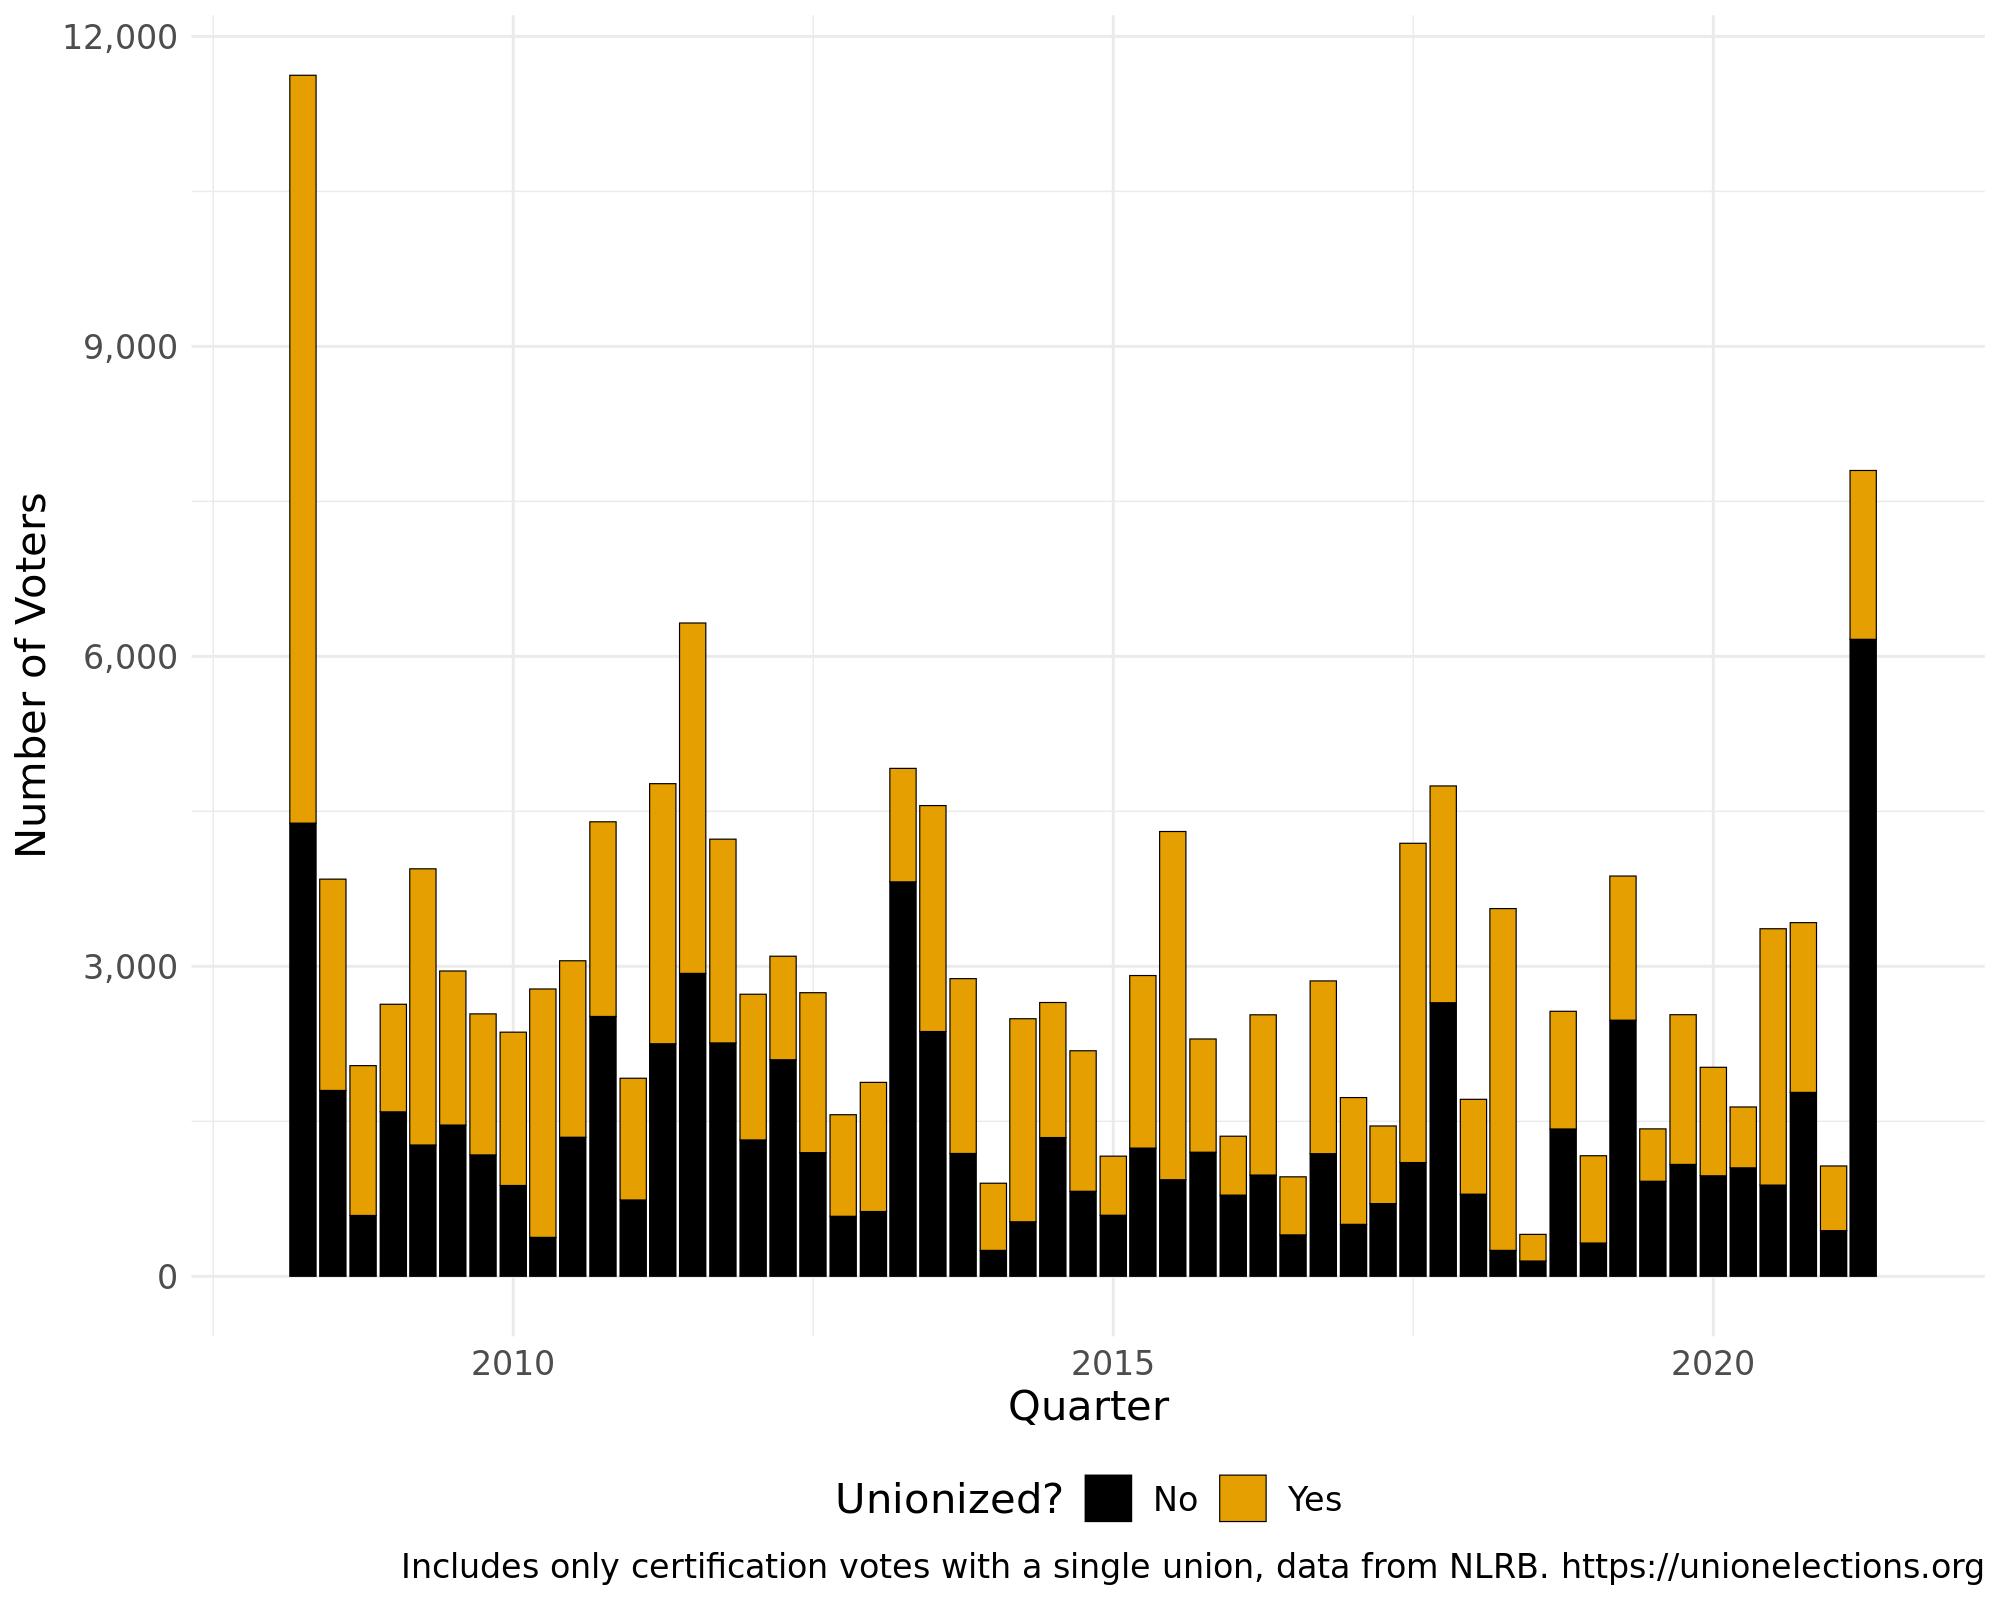 12,000
9,000
6,000
3,000
0
Number of Voters
2010 2015 2020
Quarter
Unionized? No Yes
Includes only certification votes with a single union, data from NLRB. https://unionelections.org